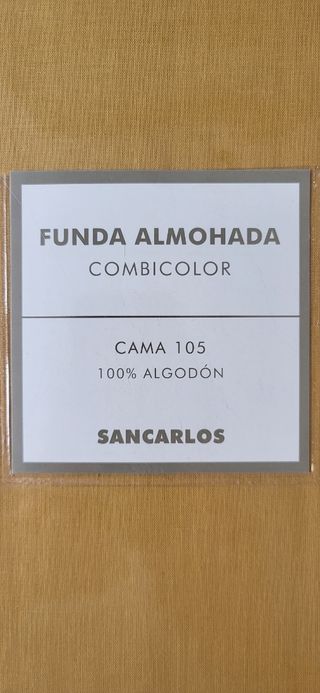 FUNDA ALMOHADA
COMBICOLOR
CAMA 105
100% ALGODÓN
SANCARLOS